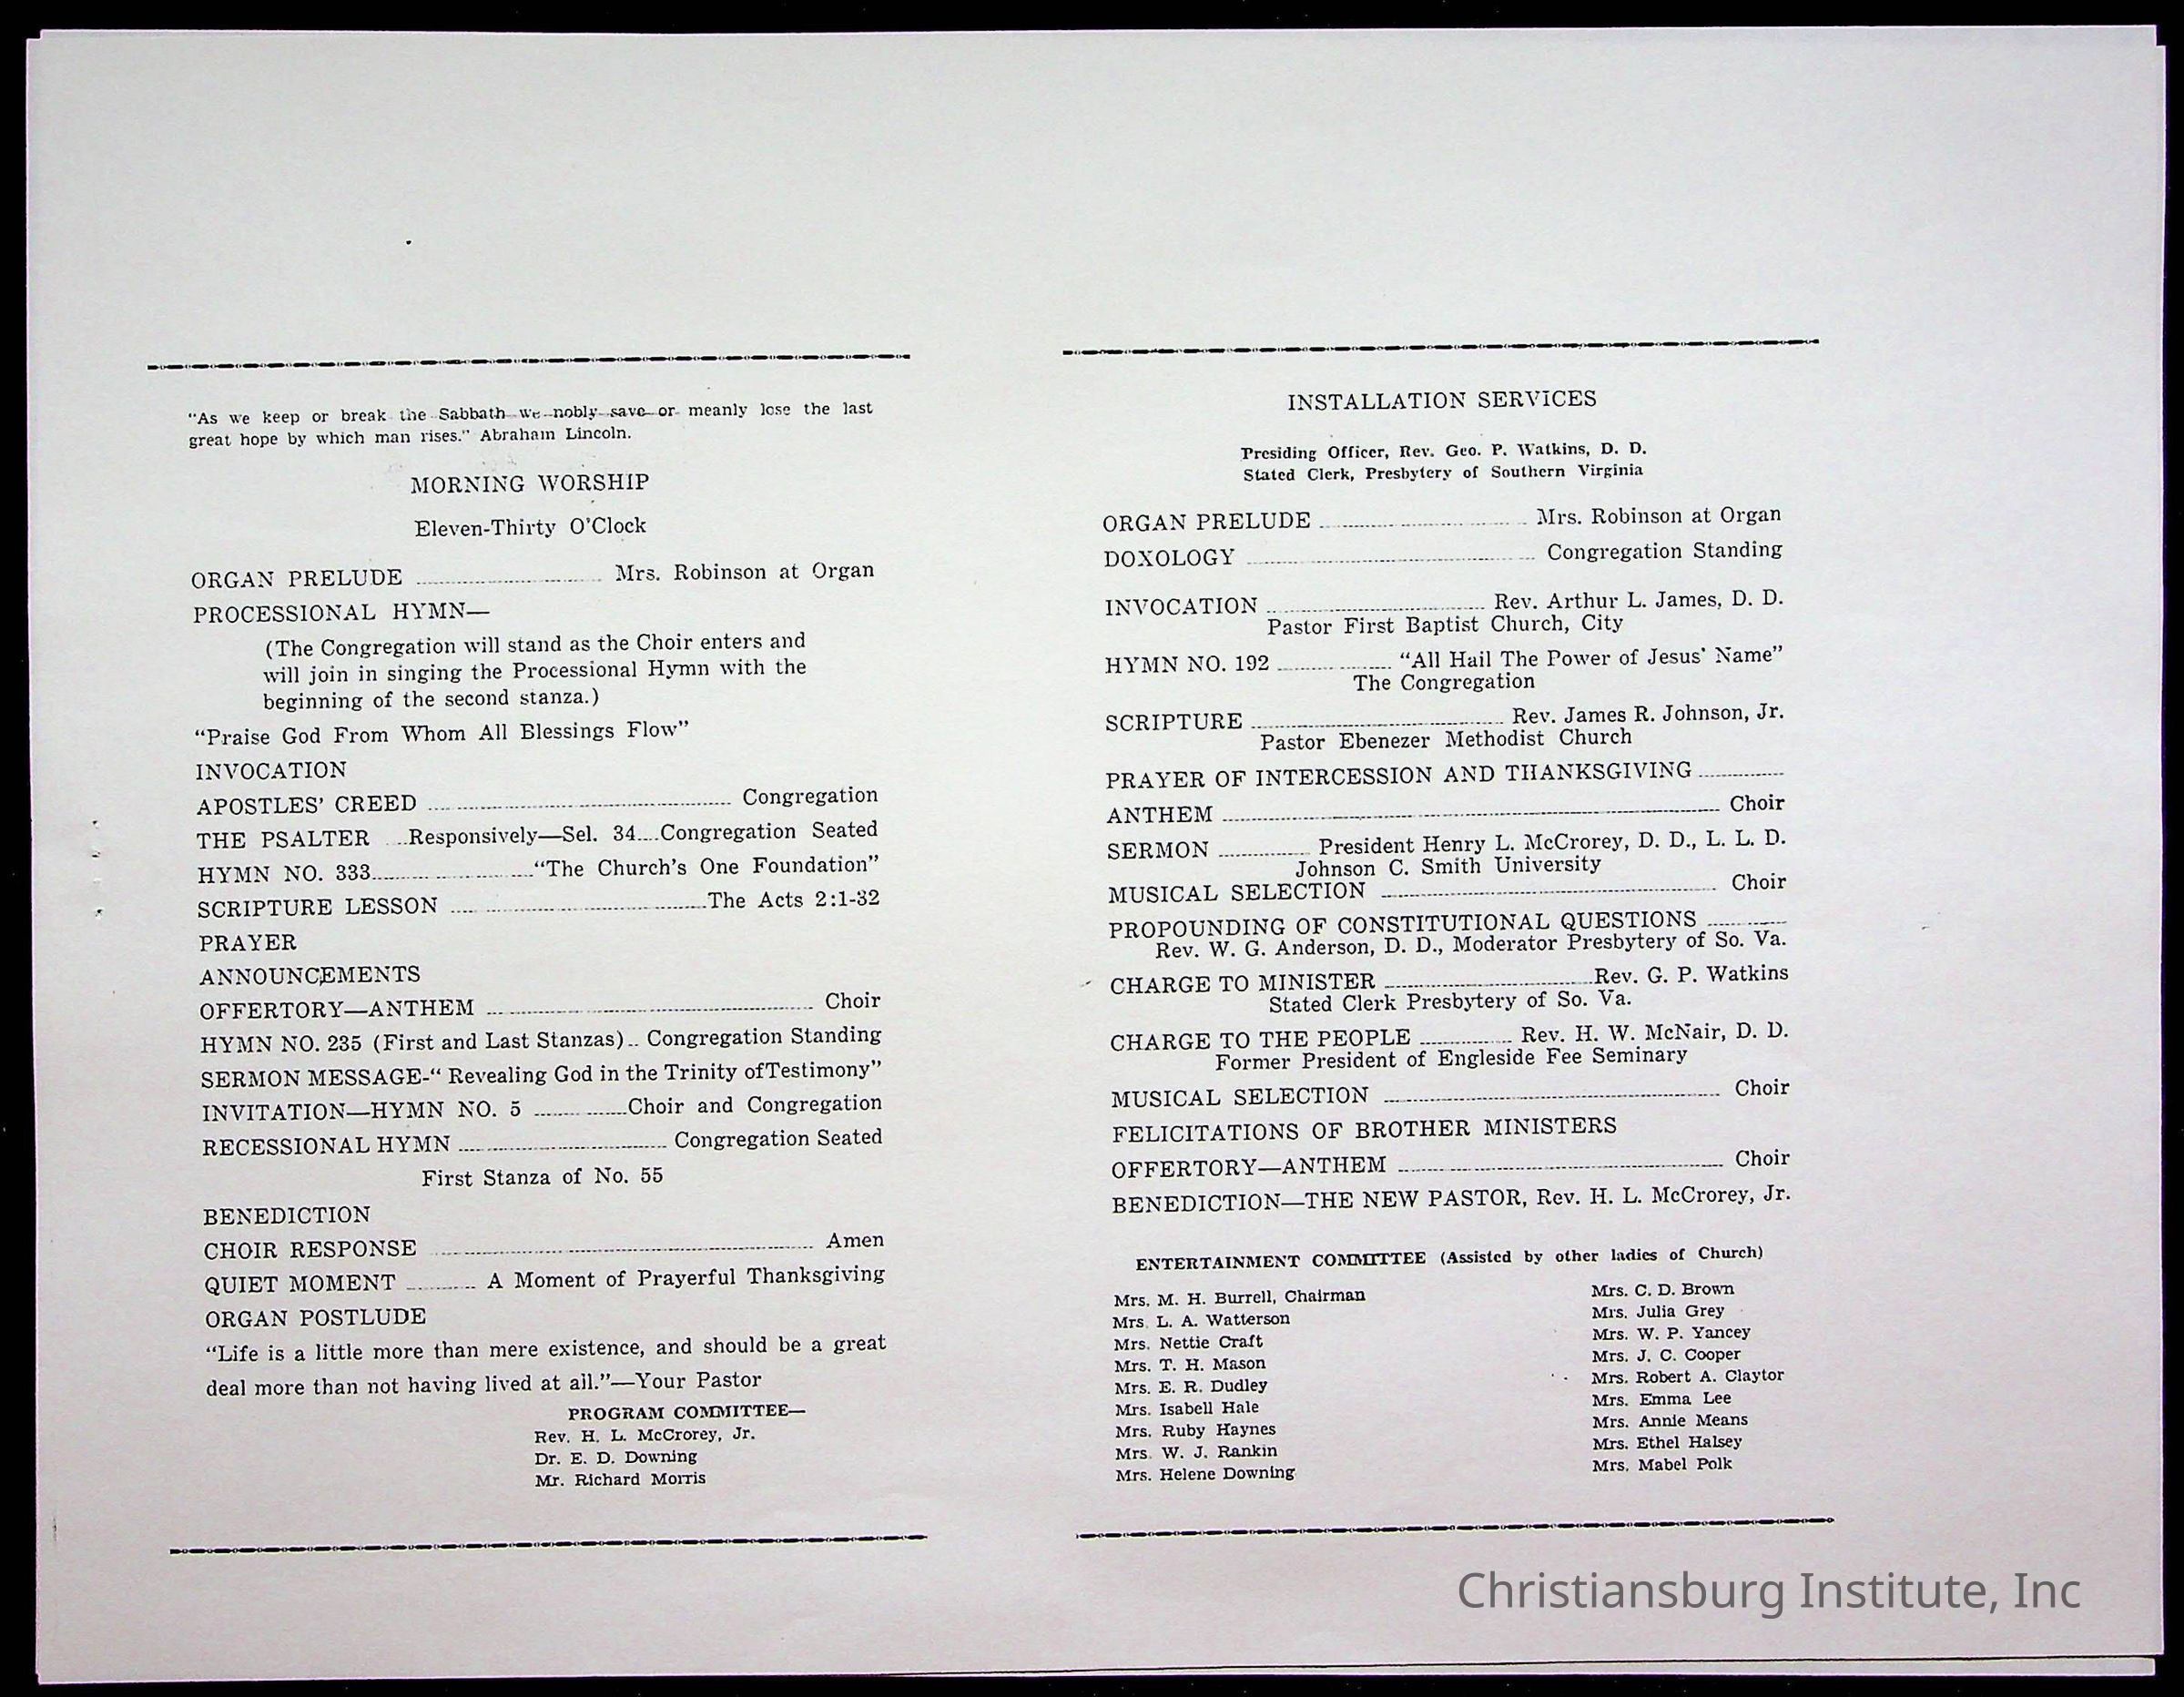 "As we keep or break the Sabbath we nobly save or meanly lose the last
great hope by which man rises." Abraham Lincoln.
MORNING WORSHIP
Eleven-Thirty O'Clock
ORGAN PRELUDE ........ Mrs. Robinson at Organ
PROCESSIONAL HYMN—
(The Congregation will stand as the Choir enters and
will join in singing the Processional Hymn with the
beginning of the second stanza.)
"Praise God From Whom All Blessings Flow"
INVOCATION
APOSTLES' CREED ........ Congregation
THE PSALTER ....Responsively—Sel. 34....Congregation Seated
HYMN NO. 333........"The Church's One Foundation"
SCRIPTURE LESSON ........The Acts 2:1-32
PRAYER
ANNOUNCEMENTS
OFFERTORY—ANTHEM ........ Choir
HYMN NO. 235 (First and Last Stanzas).. Congregation Standing
SERMON MESSAGE-" Revealing God in the Trinity ofTestimony"
INVITATION—HYMN NO. 5 ........Choir and Congregation
RECESSIONAL HYMN ........ Congregation Seated
First Stanza of No. 55
BENEDICTION
CHOIR RESPONSE ........ Amen
QUIET MOMENT ........ A Moment of Prayerful Thanksgiving
ORGAN POSTLUDE
"Life is a little more than mere existence, and should be a great
deal more than not having lived at all."—Your Pastor
PROGRAM COMMITTEE—
Rev. H. L. McCrorey, Jr.
Dr. E. D. Downing
Mr. Richard Morris
INSTALLATION SERVICES
Presiding Officer, Rev. Geo. P. Watkins, D. D.
Stated Clerk, Presbytery of Southern Virginia
ORGAN PRELUDE ........ Mrs. Robinson at Organ
DOXOLOGY ........ Congregation Standing
INVOCATION ........ Rev. Arthur L. James, D. D.
Pastor First Baptist Church, City
HYMN NO. 192 ........ "All Hail The Power of Jesus' Name"
The Congregation
SCRIPTURE ........ Rev. James R. Johnson, Jr.
Pastor Ebenezer Methodist Church
PRAYER OF INTERCESSION AND THANKSGIVING ........
ANTHEM ........ Choir
SERMON ........ President Henry L. McCrorey, D. D., L. L. D.
Johnson C. Smith University
MUSICAL SELECTION ........ Choir
PROPOUNDING OF CONSTITUTIONAL QUESTIONS ........
Rev. W. G. Anderson, D. D., Moderator Presbytery of So. Va.
CHARGE TO MINISTER ........Rev. G. P. Watkins
Stated Clerk Presbytery of So. Va.
CHARGE TO THE PEOPLE ........ Rev. H. W. McNair, D. D.
Former President of Engleside Fee Seminary
MUSICAL SELECTION ........ Choir
FELICITATIONS OF BROTHER MINISTERS
OFFERTORY—ANTHEM ........ Choir
BENEDICTION—THE NEW PASTOR, Rev. H. L. McCrorey, Jr.
ENTERTAINMENT COMMITTEE (Assisted by other ladies of Church)
Mrs. M. H. Burrell, Chairman
Mrs. L. A. Watterson
Mrs. Nettie Craft
Mrs. T. H. Mason
Mrs. E. R. Dudley
Mrs. Isabell Hale
Mrs. Ruby Haynes
Mrs. W. J. Rankin
Mrs. Helene Downing
Mrs. C. D. Brown
Mrs. Julia Grey
Mrs. W. P. Yancey
Mrs. J. C. Cooper
Mrs. Robert A. Claytor
Mrs. Emma Lee
Mrs. Annie Means
Mrs. Ethel Halsey
Mrs. Mabel Polk
Christiansburg Institute, Inc